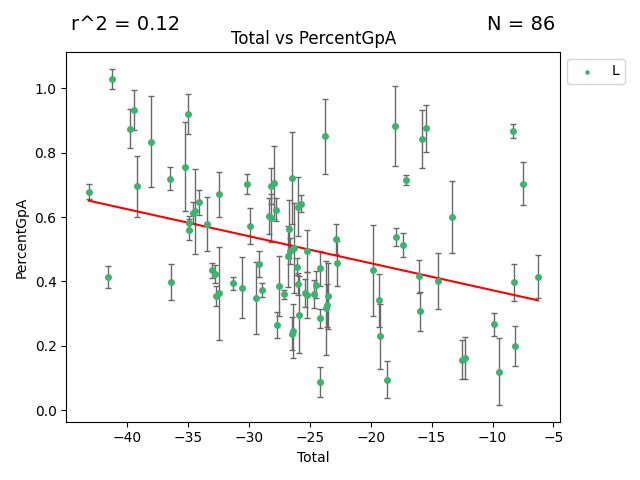 r^2 = 0.12
N = 86
Total vs PercentGpA
L
PercentGpA
1.0
0.8
0.6
0.4
0.2
0.0
−40
−35
−30
−25
−20
−15
−10
−5
Total